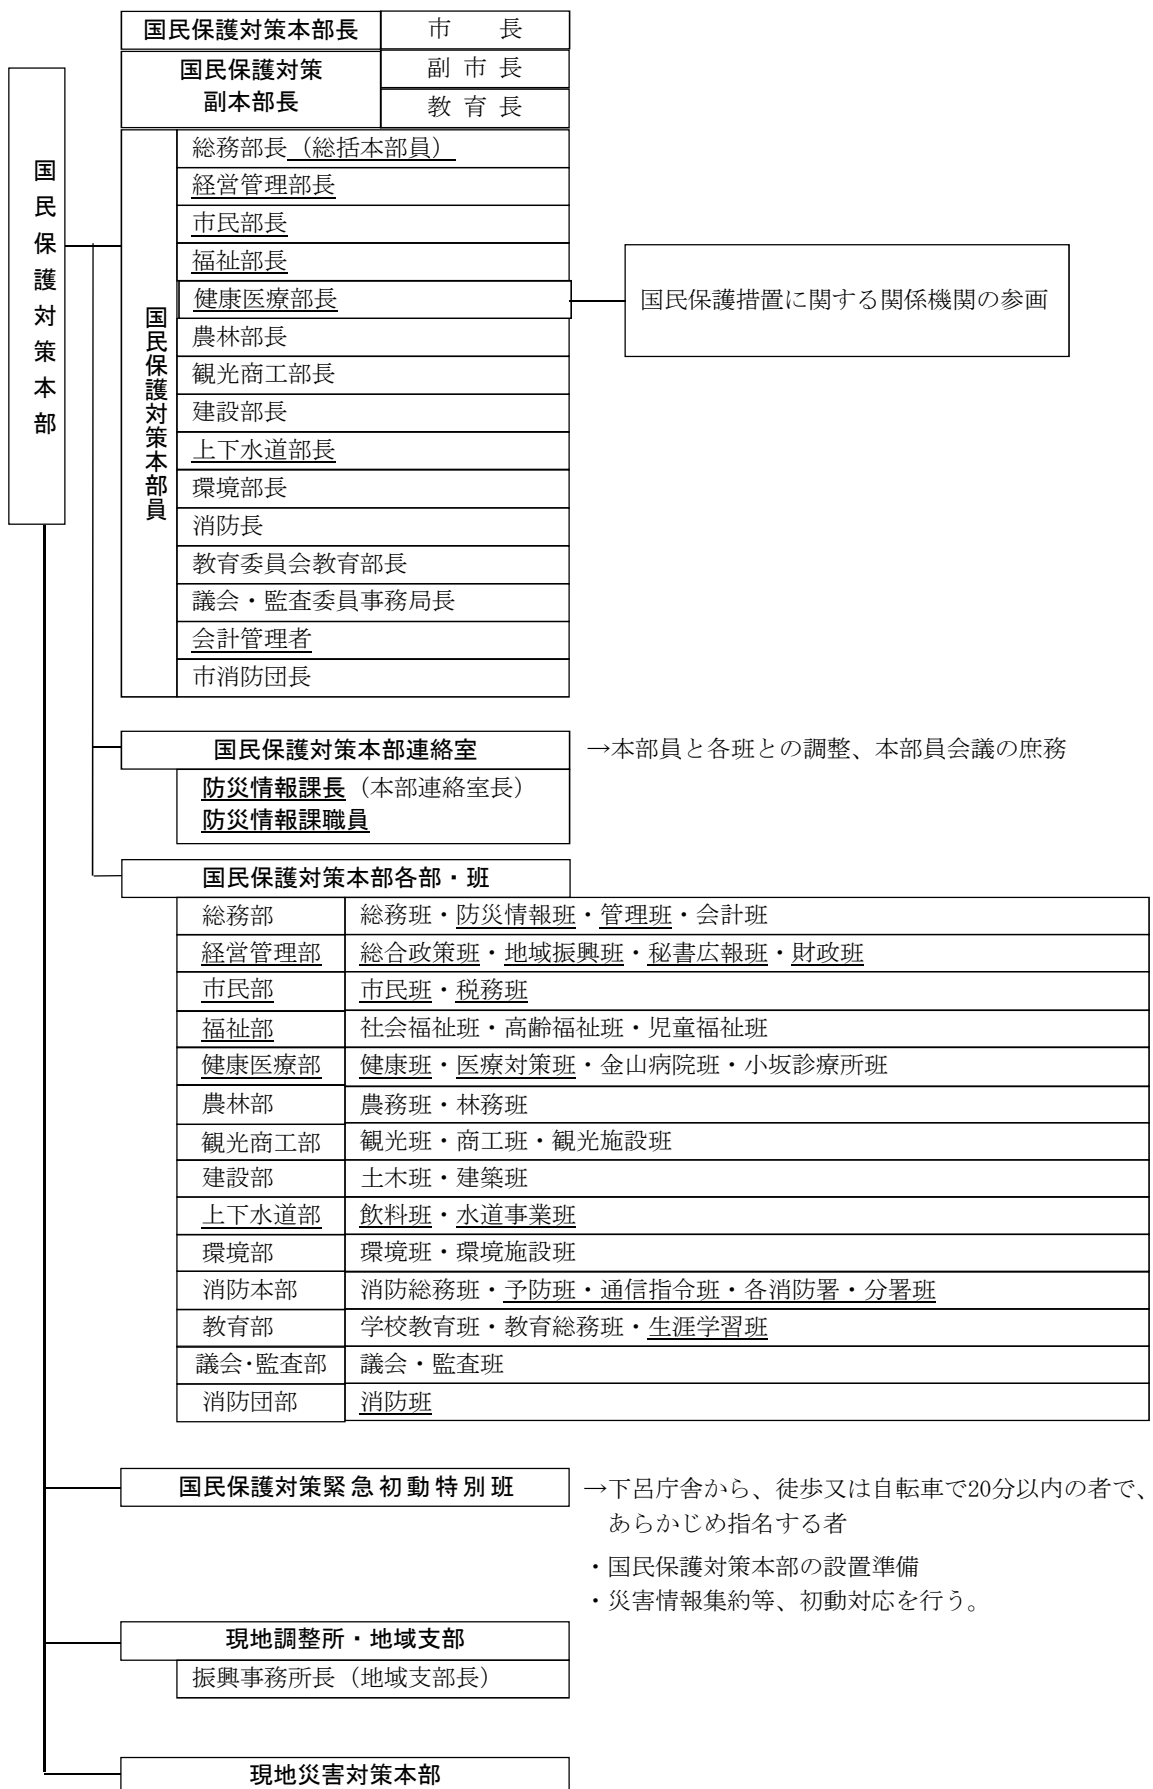 国民保護対策本部長 市 長
国民保護対策
副本部長
副 市 長
教 育 長
国民保護対策本部
国民保護対策本部員
総務部長（総括本部員）
経営管理部長
市民部長
福祉部長
健康医療部長
国民保護措置に関する関係機関の参画
農林部長
観光商工部長
建設部長
上下水道部長
環境部長
消防長
教育委員会教育部長
議会・監査委員事務局長
会計管理者
市消防団長
国民保護対策本部連絡室 →本部員と各班との調整、本部員会議の庶務
防災情報課長（本部連絡室長）
防災情報課職員
国民保護対策本部各部・班
総務部 総務班・防災情報班・管理班・会計班
経営管理部 総合政策班・地域振興班・秘書広報班・財政班
市民部 市民班・税務班
福祉部 社会福祉班・高齢福祉班・児童福祉班
健康医療部 健康班・医療対策班・金山病院班・小坂診療所班
農林部 農務班・林務班
観光商工部 観光班・商工班・観光施設班
建設部 土木班・建築班
上下水道部 飲料班・水道事業班
環境部 環境班・環境施設班
消防本部 消防総務班・予防班・通信指令班・各消防署・分署班
教育部 学校教育班・教育総務班・生涯学習班
議会・監査部 議会・監査班
消防団部 消防班
国民保護対策緊急初動特別班 →下呂庁舎から、徒歩又は自転車で20分以内の者で、
あらかじめ指名する者
・国民保護対策本部の設置準備
・災害情報集約等、初動対応を行う。
現地調整所・地域支部
振興事務所長（地域支部長）
現地災害対策本部